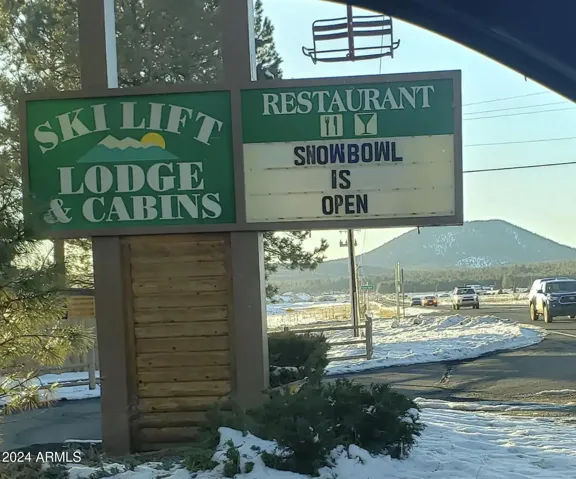 SKI LIFT
LODGE
& CABINS
RESTAURANT
SNOWBOWL
IS
OPEN
2024 ARMLS